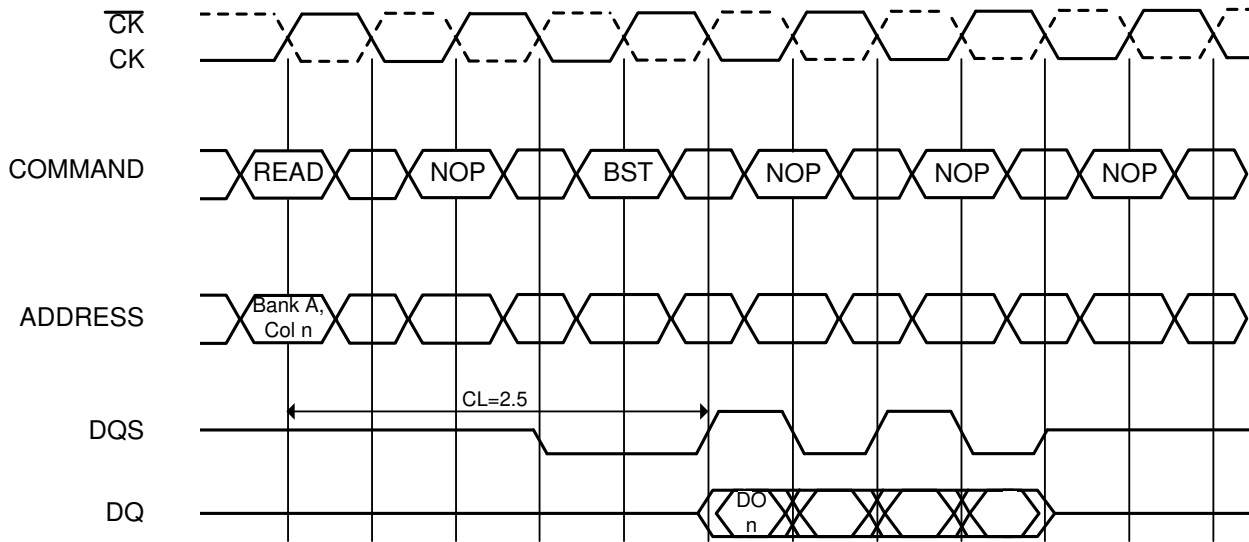 CK
CK
COMMAND
READ
NOP
BST
NOP
NOP
NOP
ADDRESS
Bank A,
Col n
CL=2.5
DQS
DQ
DO
n